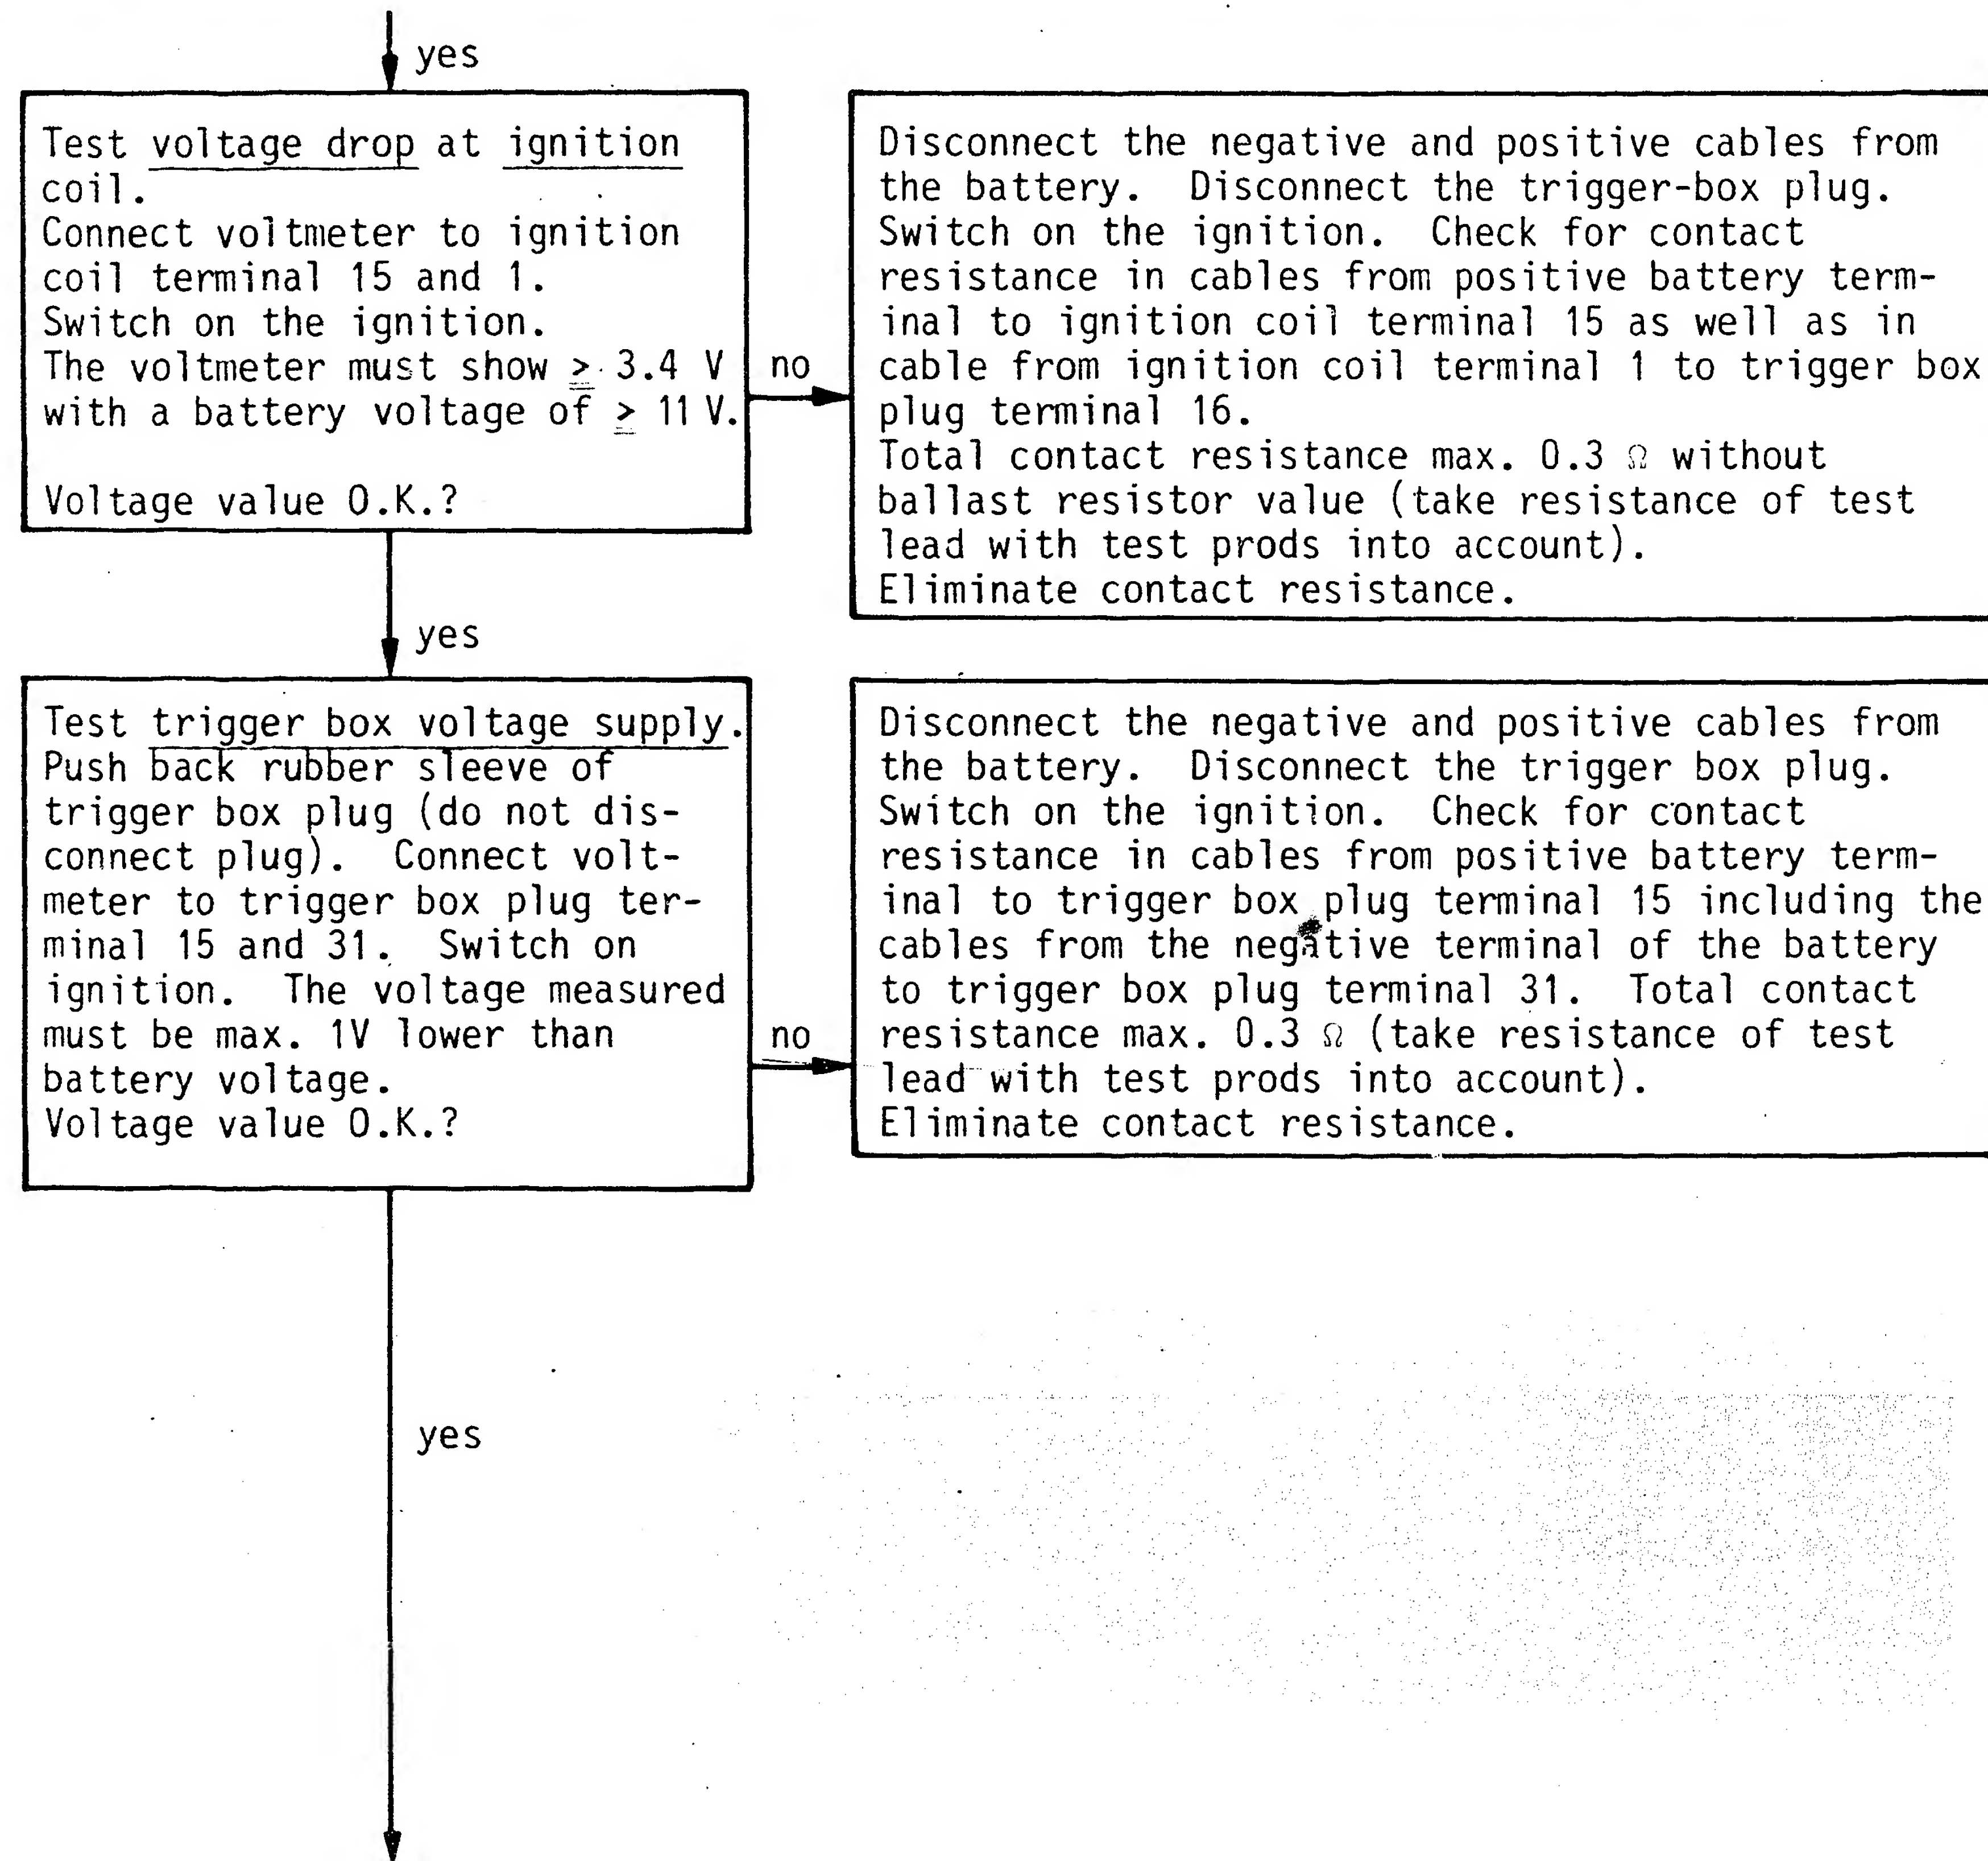 yes
Test voltage drop at ignition
coil.
Connect voltmeter to ignition
coil terminal 15 and 1.
Switch on the ignition.
The voltmeter must show ≥ 3.4 V
with a battery voltage of ≥ 11 V.
Voltage value O.K.?
no
Disconnect the negative and positive cables from
the battery. Disconnect the trigger-box plug.
Switch on the ignition. Check for contact
resistance in cables from positive battery term-
inal to ignition coil terminal 15 as well as in
cable from ignition coil terminal 1 to trigger box
plug terminal 16.
Total contact resistance max. 0.3 Ω without
ballast resistor value (take resistance of test
lead with test prods into account).
Eliminate contact resistance.
yes
Test trigger box voltage supply.
Push back rubber sleeve of
trigger box plug (do not dis-
connect plug). Connect volt-
meter to trigger box plug ter-
minal 15 and 31. Switch on
ignition. The voltage measured
must be max. 1V lower than
battery voltage.
Voltage value O.K.?
no
Disconnect the negative and positive cables from
the battery. Disconnect the trigger box plug.
Switch on the ignition. Check for contact
resistance in cables from positive battery term-
inal to trigger box plug terminal 15 including the
cables from the negative terminal of the battery
to trigger box plug terminal 31. Total contact
resistance max. 0.3 Ω (take resistance of test
lead with test prods into account).
Eliminate contact resistance.
yes